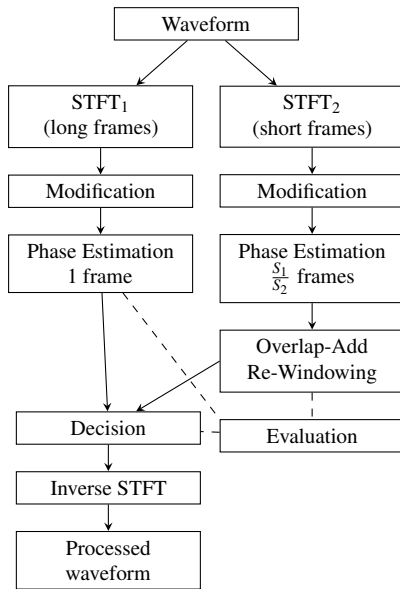 Waveform
STFT₁
(long frames)
STFT₂
(short frames)
Modification
Modification
Phase Estimation
1 frame
Phase Estimation
S₁/S₂ frames
Overlap-Add
Re-Windowing
Decision
Evaluation
Inverse STFT
Processed
waveform